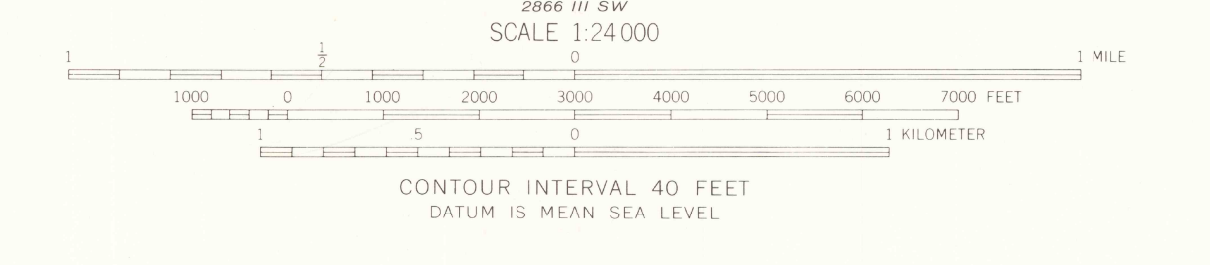 2866 III SW
SCALE 1:24 000
1 1/2 0 1 MILE
1000 0 1000 2000 3000 4000 5000 6000 7000 FEET
1 .5 0 1 KILOMETER
CONTOUR INTERVAL 40 FEET
DATUM IS MEAN SEA LEVEL